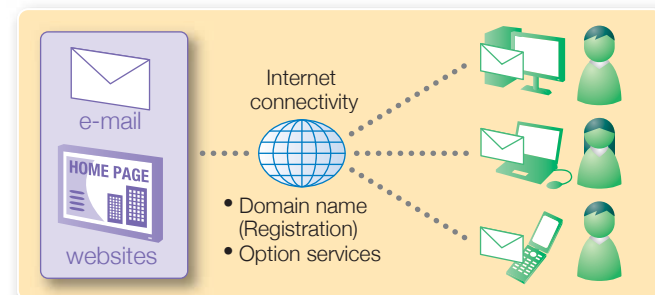 e-mail
HOME PAGE
websites
Internet
connectivity
• Domain name
(Registration)
• Option services